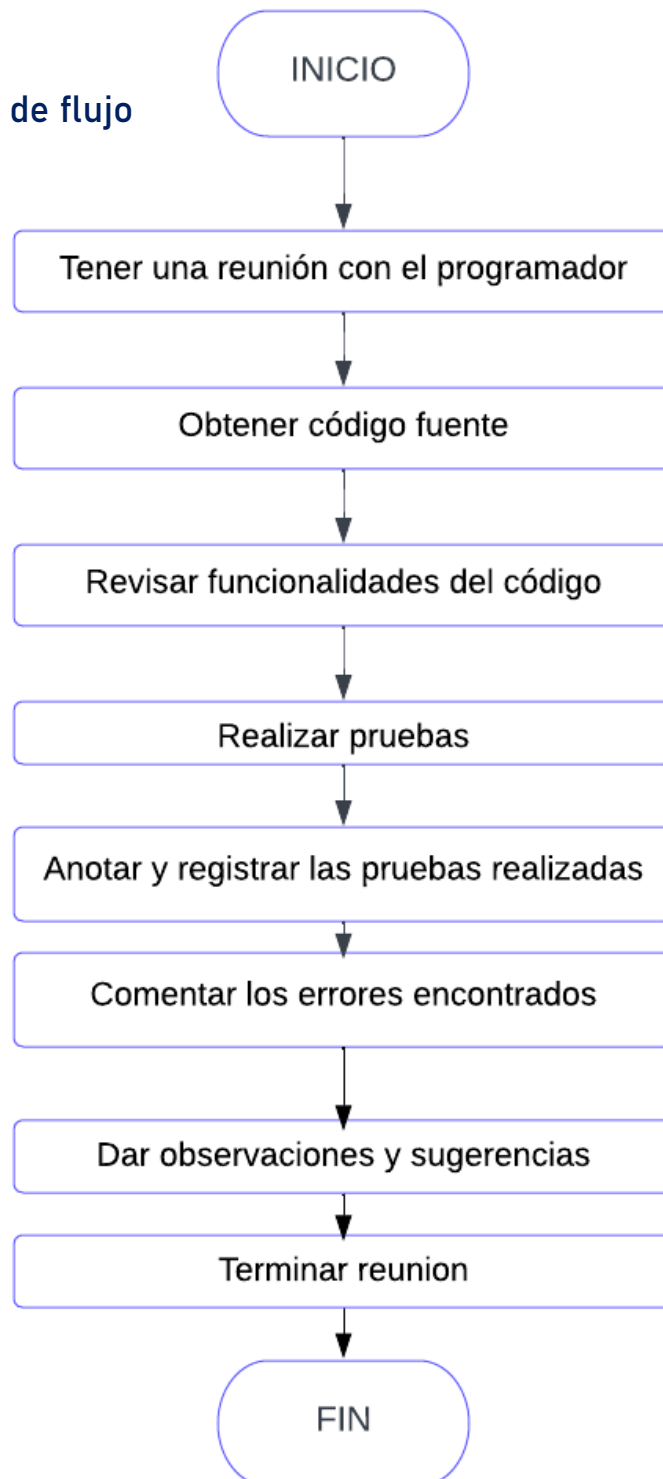 INICIO
de flujo
Tener una reunión con el programador
Obtener código fuente
Revisar funcionalidades del código
Realizar pruebas
Anotar y registrar las pruebas realizadas
Comentar los errores encontrados
Dar observaciones y sugerencias
Terminar reunion
FIN